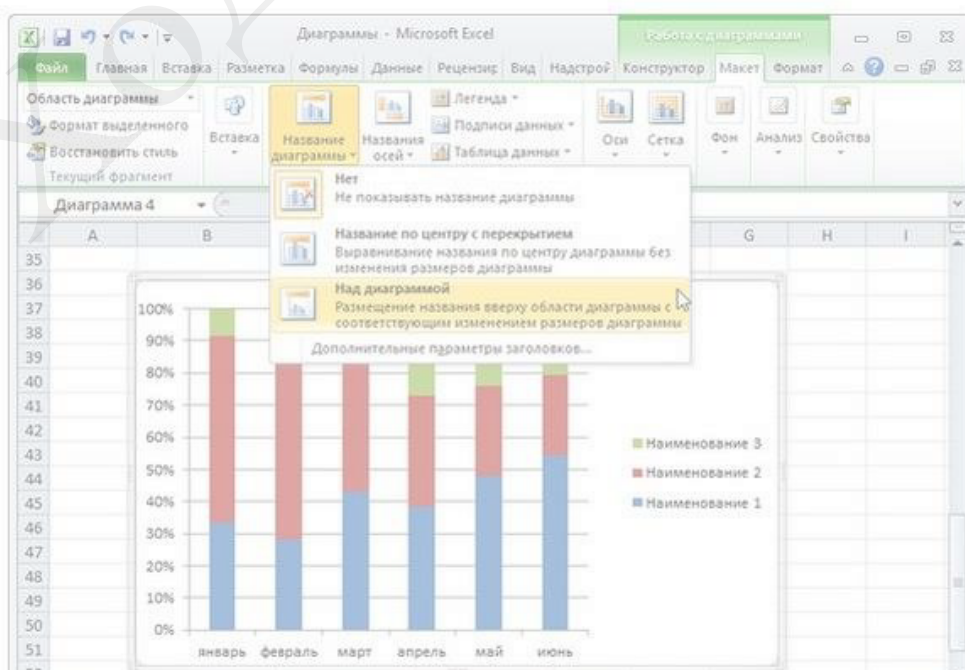 Диаграммы - Microsoft Excel
Работа с диаграммами
Файл Главная Вставка Разметка Формулы Данные Рецензир Вид Надстрой Конструктор Макет Формат
Область диаграммы
Формат выделенного
Восстановить стиль
Текущий фрагмент
Вставка
Название диаграммы
Названия осей
Легенда
Подписи данных
Таблица данных
Оси
Сетка
Фон
Анализ
Свойства
Диаграмма 4
Нет
Не показывать название диаграммы
Название по центру с перекрытием
Выравнивание названия по центру диаграммы без
изменения размеров диаграммы
Над диаграммой
Размещение названия вверху области диаграммы с
соответствующим изменением размеров диаграммы
Дополнительные параметры заголовков...
A B G H I
35
36
37
38
39
40
41
42
43
44
45
46
47
48
49
50
51
100%
90%
80%
70%
60%
50%
40%
30%
20%
10%
0%
январь февраль март апрель май июнь
Наименование 3
Наименование 2
Наименование 1